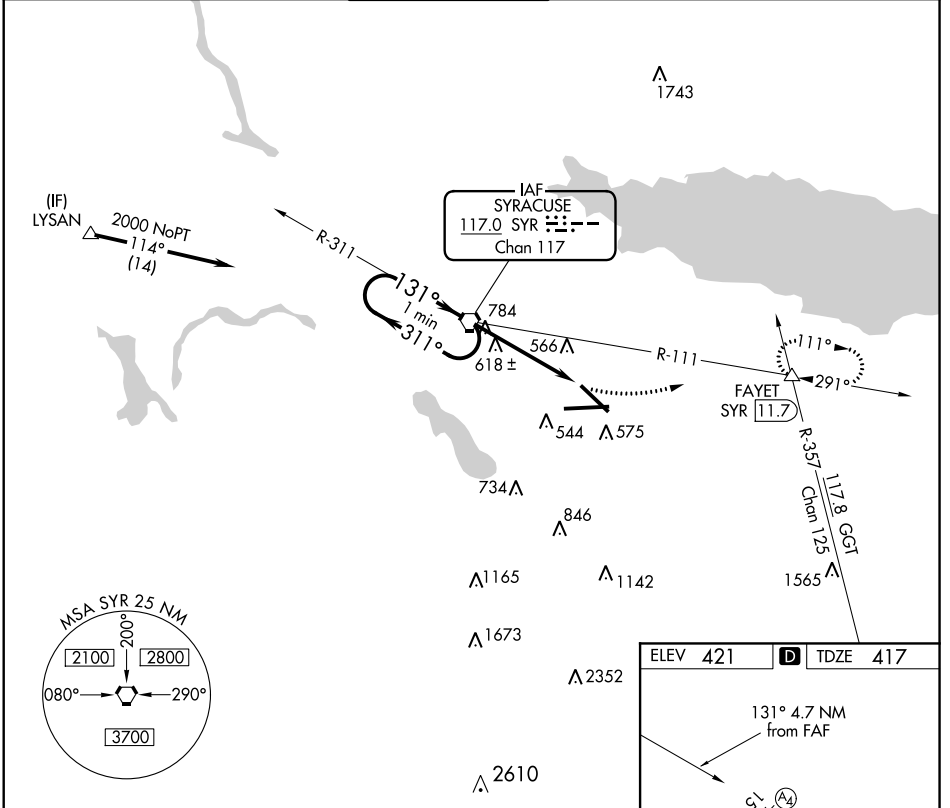 1743
(IF)
LYSAN
2000 NoPT
114°
(14)
IAF
SYRACUSE
117.0 SYR
Chan 117
R-311
131°
1 min
311°
784
618 ±
566
R-111
111°
291°
FAYET
SYR 11.7
544
575
R-357
117.8 GGT
Chan 125
734
846
1165
1142
1565
1673
2352
2610
MSA SYR 25 NM
200°
2100
2800
080°
290°
3700
ELEV 421
D
TDZE 417
131° 4.7 NM
from FAF
15
A4